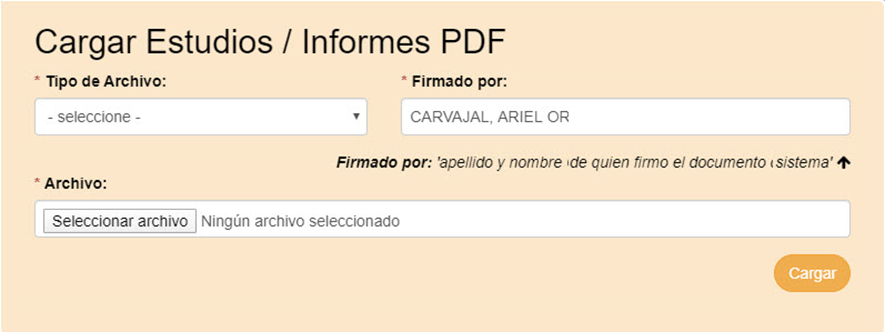 Cargar Estudios / Informes PDF
* Tipo de Archivo: * Firmado por:
- seleccione - CARVAJAL, ARIEL OR
Firmado por: 'apellido y nombre de quien firmo el documento sistema'
* Archivo:
Seleccionar archivo Ningún archivo seleccionado
Cargar